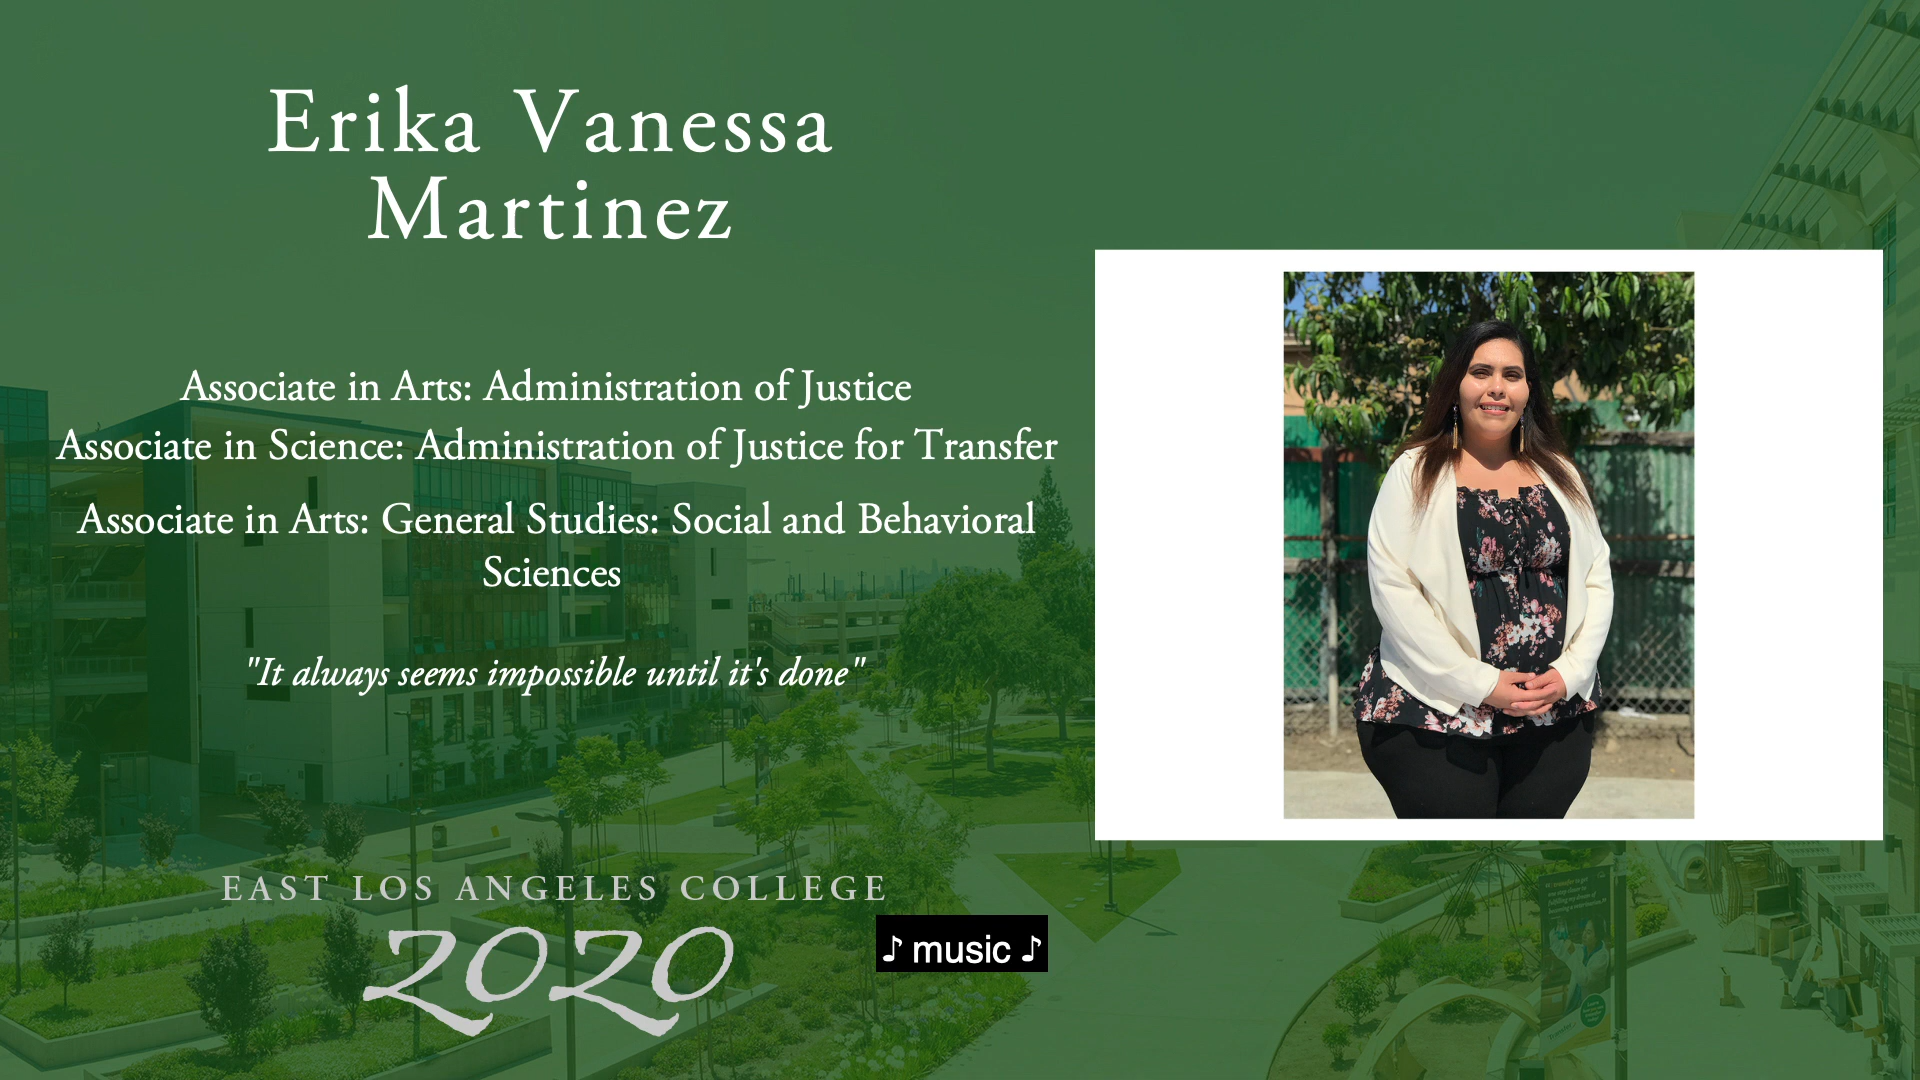 Erika Vanessa
Martinez
Associate in Arts: Administration of Justice
Associate in Science: Administration of Justice for Transfer
Associate in Arts: General Studies: Social and Behavioral
Sciences
"It always seems impossible until it's done"
EAST LOS ANGELES COLLEGE
2020
♪ music ♪